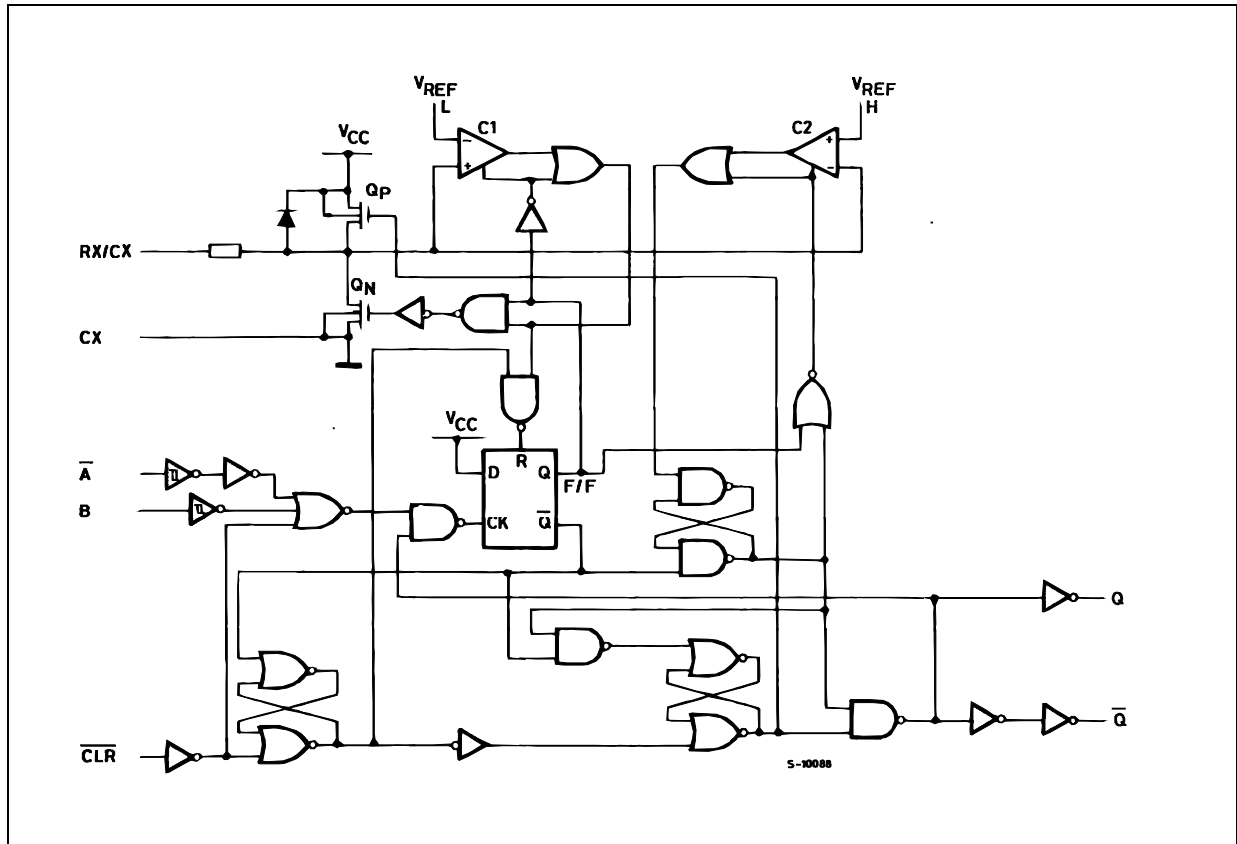 VREF L
VREF H
C1
C2
VCC
QP
RX/CX
QN
CX
VCC
R
A
D
Q
F/F
B
CK
Q
Q
Q
CLR
S-10088